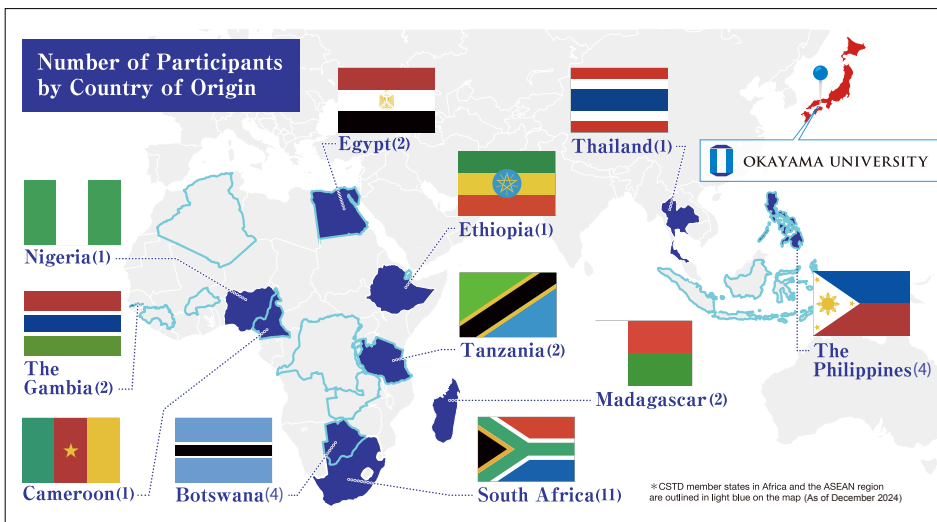 Number of Participants
by Country of Origin
Egypt(2)
Thailand(1)
OKAYAMA UNIVERSITY
Nigeria(1)
Ethiopia(1)
The
Gambia(2)
Tanzania(2)
The
Philippines(4)
Madagascar(2)
Cameroon(1)
Botswana(4)
South Africa(11)
*CSTD member states in Africa and the ASEAN region
are outlined in light blue on the map (As of December 2024)